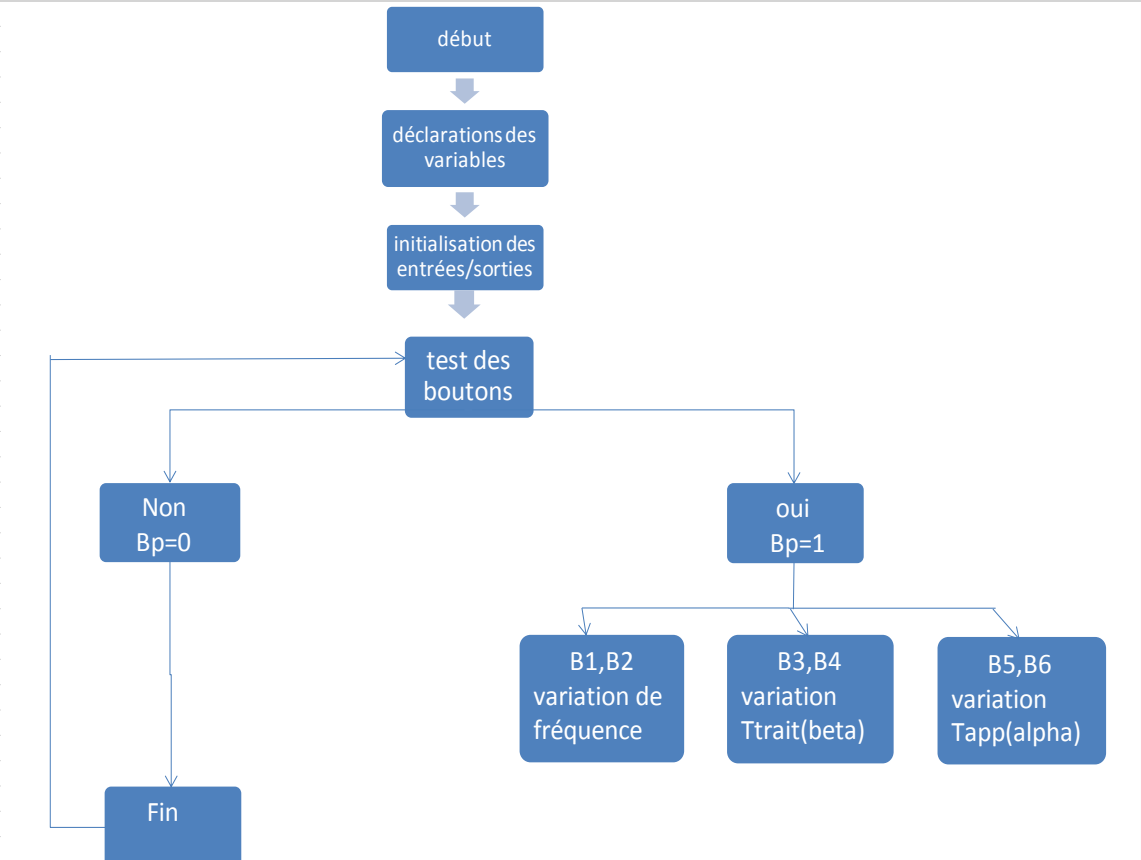 début
déclarations des
variables
initialisation des
entrées/sorties
test des
boutons
Non
Bp=0
oui
Bp=1
B1,B2
variation de
fréquence
B3,B4
variation
Ttrait(beta)
B5,B6
variation
Tapp(alpha)
Fin